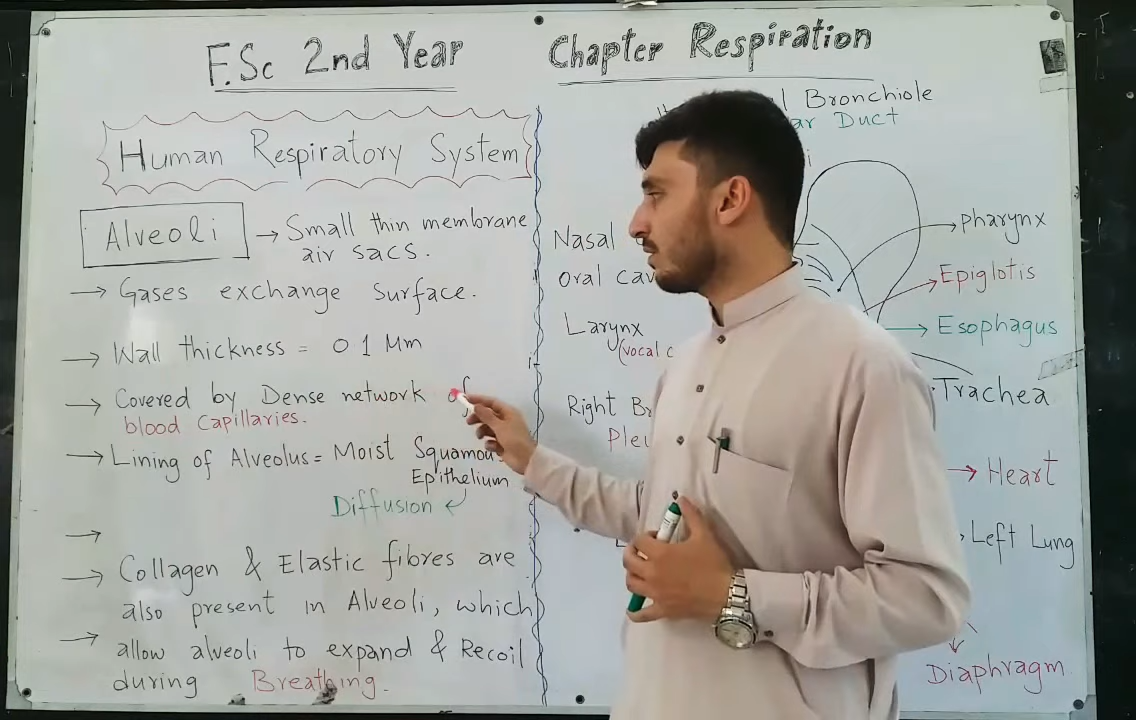 F.Sc 2nd Year
Chapter Respiration
Human Respiratory System
Alveoli → Small thin membrane
air sacs.
→ Gases exchange surface.
→ Wall thickness = 0 1 Mm
→ Covered by Dense network of
blood Capillaries.
→ Lining of Alveolus = Moist Squamou
Epithelium
Diffusion
→
→ Collagen & Elastic fibres are
also present in Alveoli, which
→ allow alveoli to expand & Recoil
during Breathing.
Bronchiole
Duct
Nasal
oral cav
Larynx
(vocal c
Right Br
Pleu
pharynx
Epiglotis
Esophagus
Trachea
Heart
Left Lung
Diaphragm